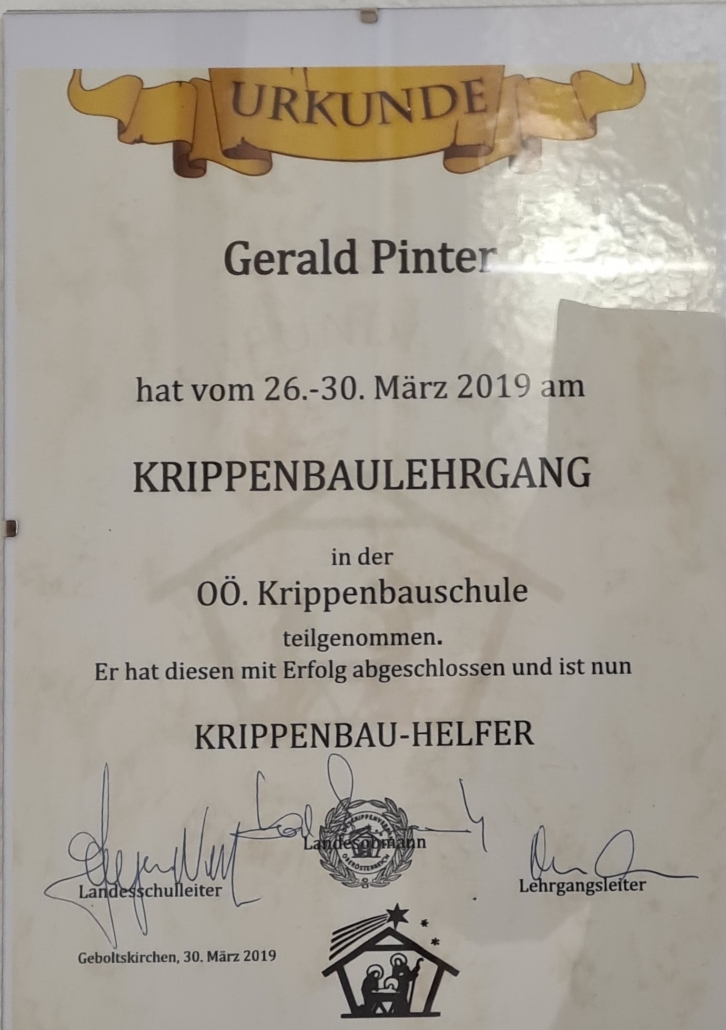 URKUNDE
Gerald Pinter
hat vom 26.-30. März 2019 am
KRIPPENBAULEHRGANG
in der
OÖ. Krippenbauschule
teilgenommen.
Er hat diesen mit Erfolg abgeschlossen und ist nun
KRIPPENBAU-HELFER
Landesobmann
OBERÖSTERREICH
Landesschulleiter
Lehrgangsleiter
Geboltskirchen, 30. März 2019